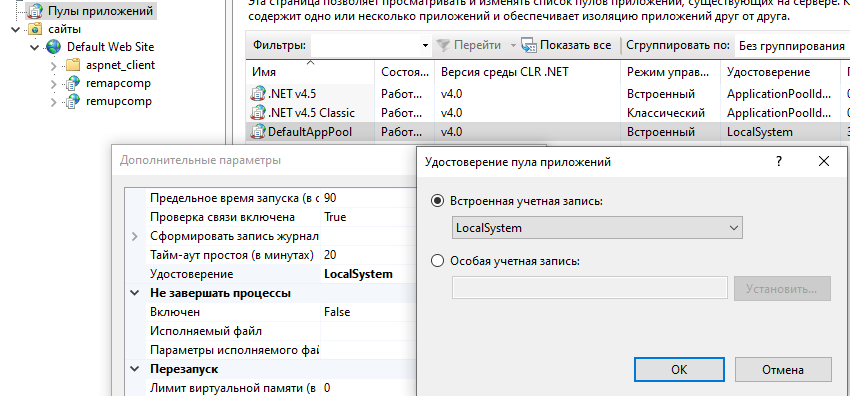 Эта страница позволяет просматривать и изменять список пулов приложений, существующих на сервере.
содержит одно или несколько приложений и обеспечивает изоляцию приложений друг от друга.
Пулы приложений
сайты
Default Web Site
aspnet_client
remapcomp
remupcomp
Фильтры: Перейти Показать все Сгруппировать по: Без группирования
Имя Состоя... Версия среды CLR .NET Режим управ... Удостоверение
.NET v4.5 Работ... v4.0 Встроенный ApplicationPoolId...
.NET v4.5 Classic Работ... v4.0 Классический ApplicationPoolId...
DefaultAppPool Работ... v4.0 Встроенный LocalSystem
Дополнительные параметры
Предельное время запуска (в с 90
Проверка связи включена True
Сформировать запись журнал
Тайм-аут простоя (в минутах) 20
Удостоверение LocalSystem
Не завершать процессы
Включен False
Исполняемый файл
Параметры исполняемого фай
Перезапуск
Лимит виртуальной памяти (в 0
Удостоверение пула приложений ?
Встроенная учетная запись:
LocalSystem
Особая учетная запись:
Установить...
OK Отмена